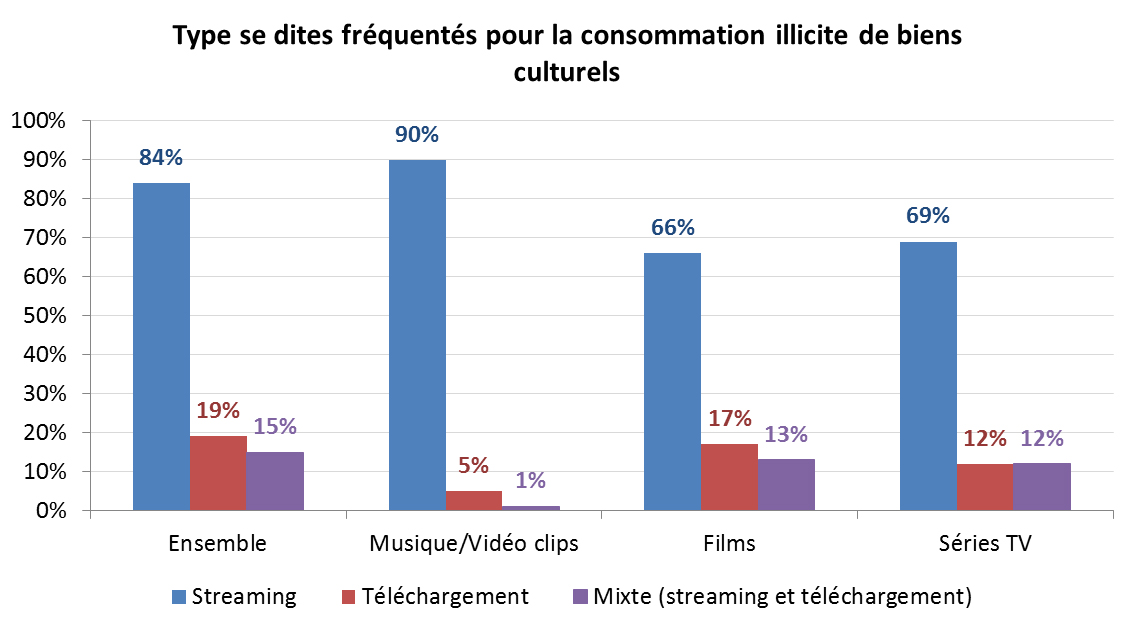 Type se dites fréquentés pour la consommation illicite de biens
culturels
100%
90%
80%
70%
60%
50%
40%
30%
20%
10%
0%
84%
19%
15%
90%
5%
1%
66%
17%
13%
69%
12%
12%
Ensemble
Musique/Vidéo clips
Films
Séries TV
Streaming
Téléchargement
Mixte (streaming et téléchargement)